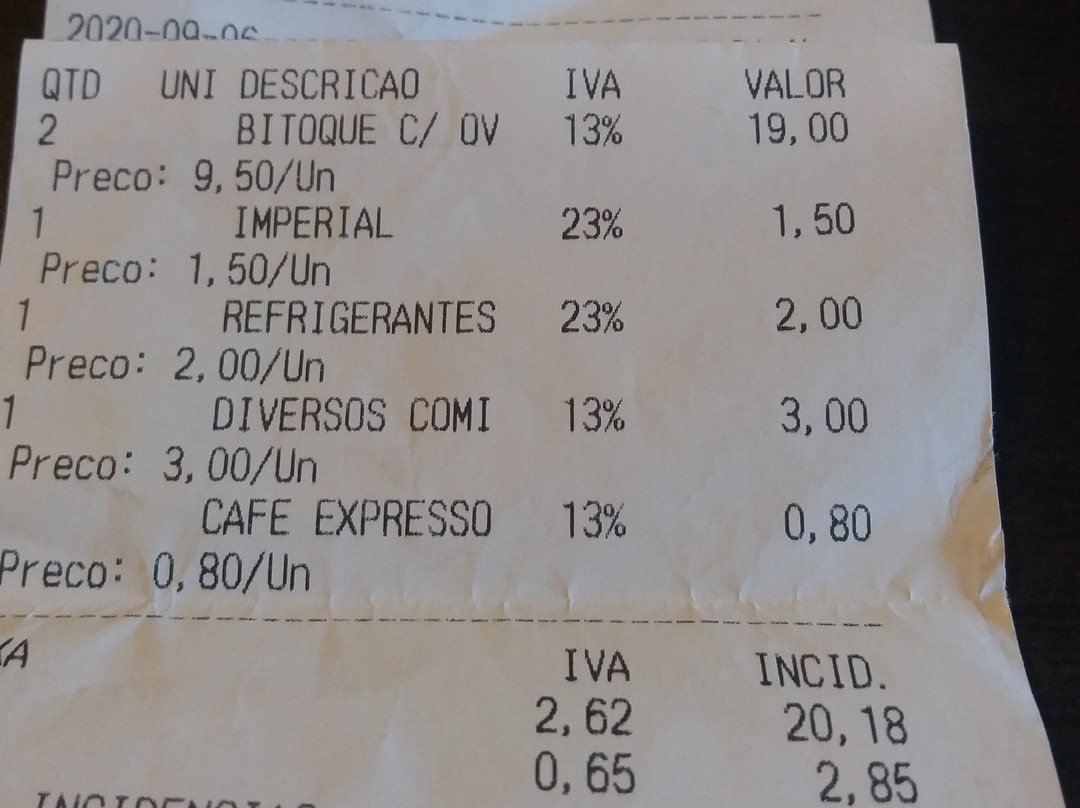 2020-09-06
QTD UNI DESCRICAO IVA VALOR
2 BITOQUE C/ OV 13% 19,00
Preco: 9,50/Un
1 IMPERIAL 23% 1,50
Preco: 1,50/Un
1 REFRIGERANTES 23% 2,00
Preco: 2,00/Un
1 DIVERSOS COMI 13% 3,00
Preco: 3,00/Un
CAFE EXPRESSO 13% 0,80
Preco: 0,80/Un
XA IVA INCID.
2,62 20,18
0,65 2,85